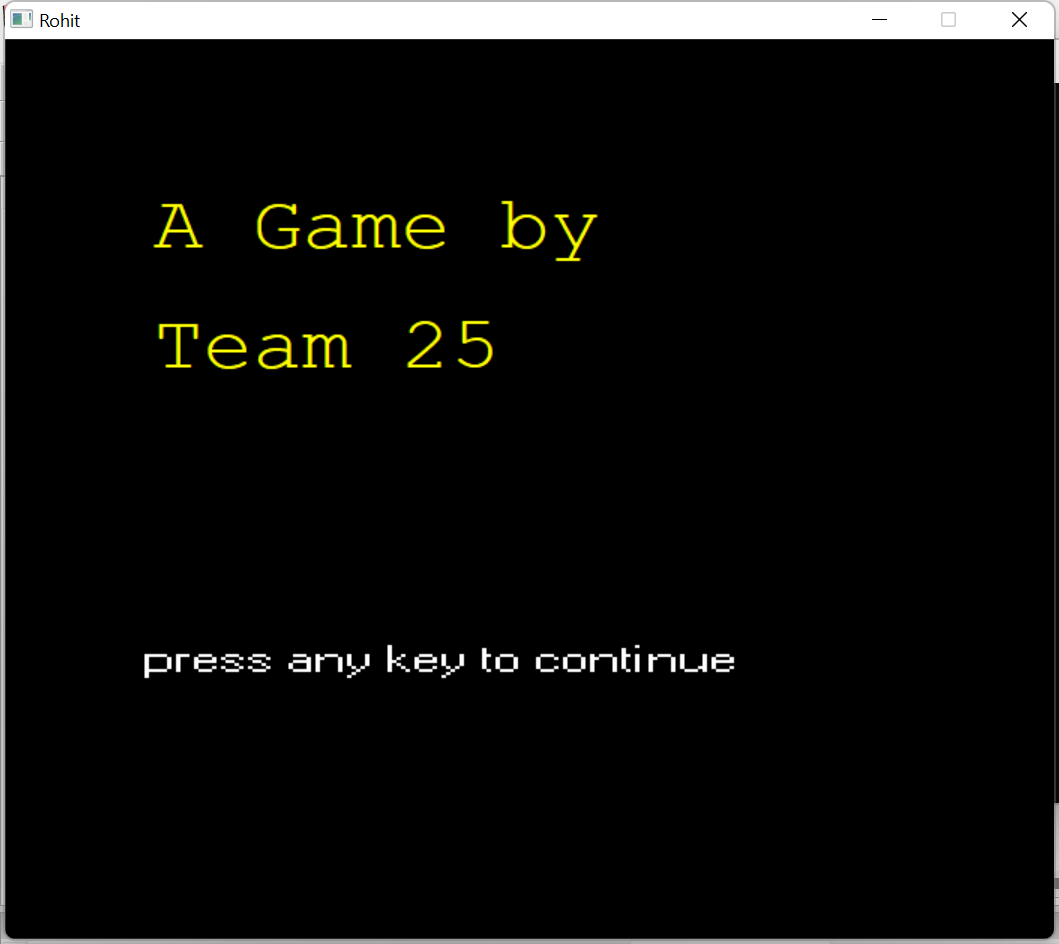 Rohit
A Game by
Team 25
press any key to continue